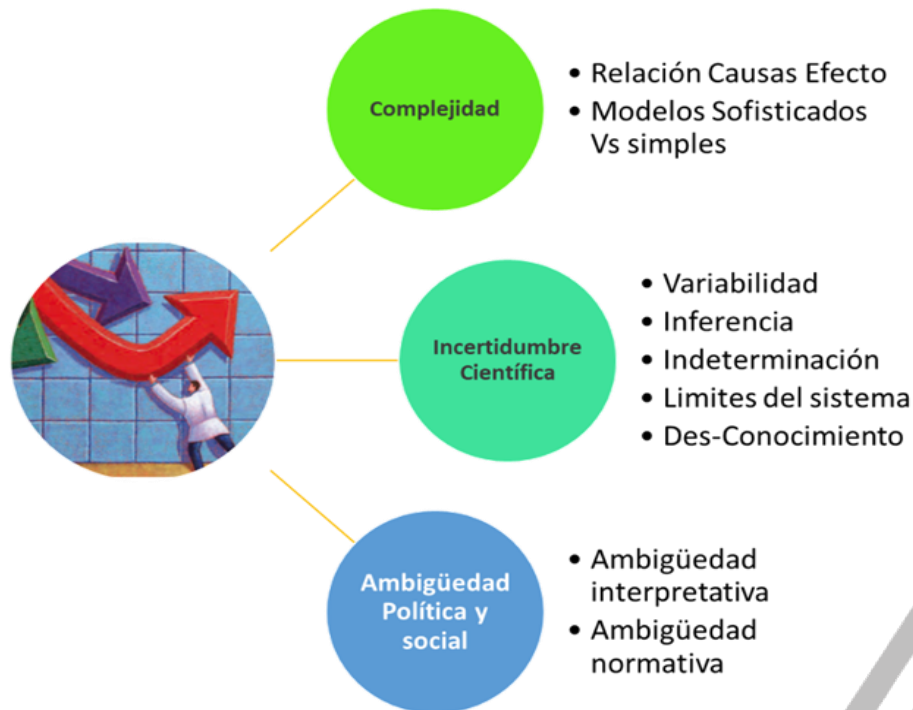 Complejidad
• Relación Causas Efecto
• Modelos Sofisticados
Vs simples
Incertidumbre
Científica
• Variabilidad
• Inferencia
• Indeterminación
• Limites del sistema
• Des-Conocimiento
Ambigüedad
Política y
social
• Ambigüedad
interpretativa
• Ambigüedad
normativa